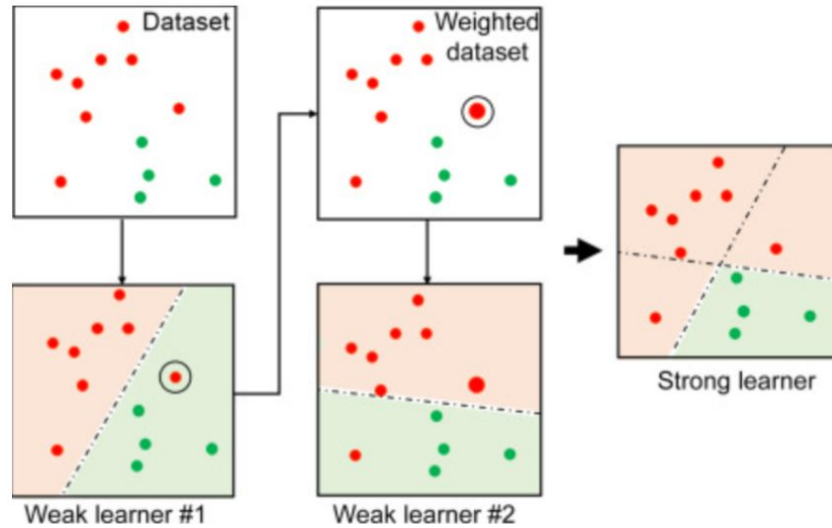 Dataset
Weighted
dataset
Weak learner #1
Weak learner #2
Strong learner